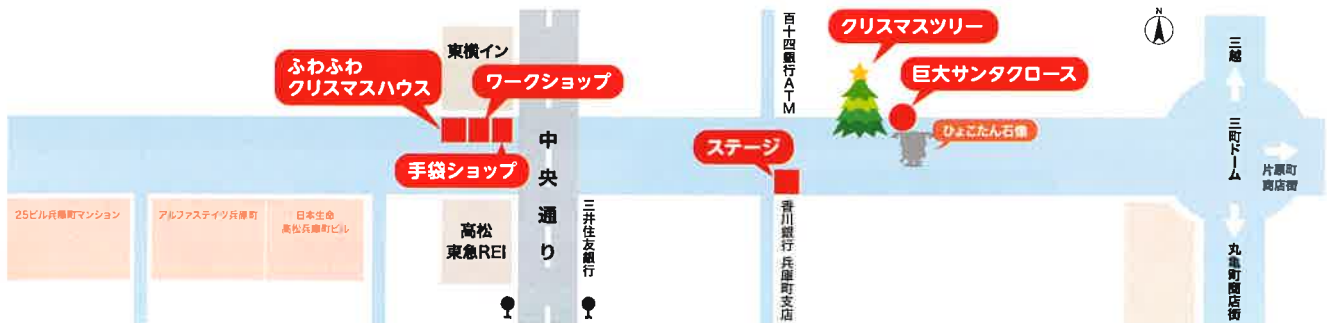 ふわふわ
クリスマスハウス
東横イン
ワークショップ
手袋ショップ
中央通り
百十四銀行ATM
クリスマスツリー
巨大サンタクロース
ひょこたん石像
ステージ
N
三越
三町ドーム
片原町
商店街
丸亀町商店街
25ビル兵庫町マンション
アルファステイツ兵庫町
日本生命
高松兵庫町ビル
高松
東急REI
三井住友銀行
香川銀行 兵庫町支店